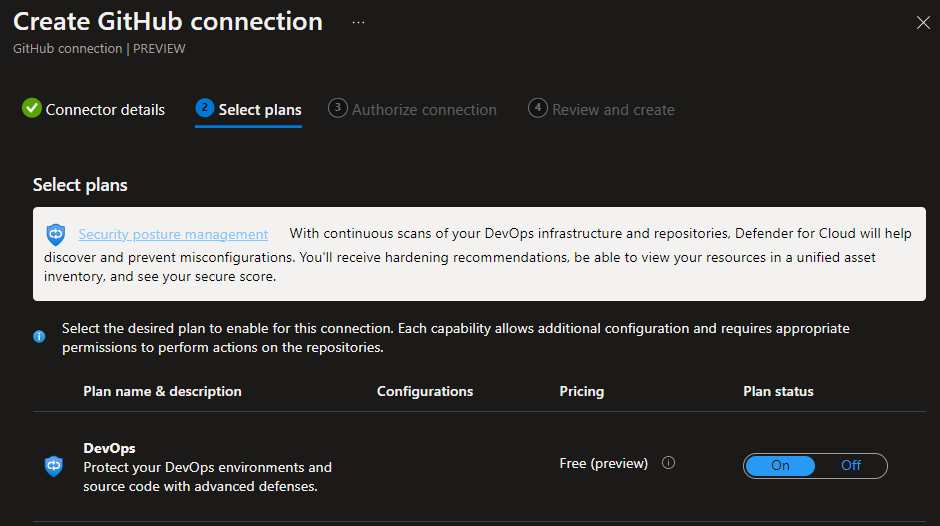 Create GitHub connection ...
GitHub connection | PREVIEW
Connector details
2 Select plans
3 Authorize connection
4 Review and create
Select plans
Security posture management With continuous scans of your DevOps infrastructure and repositories, Defender for Cloud will help
discover and prevent misconfigurations. You'll receive hardening recommendations, be able to view your resources in a unified asset
inventory, and see your secure score.
Select the desired plan to enable for this connection. Each capability allows additional configuration and requires appropriate
permissions to perform actions on the repositories.
Plan name & description Configurations Pricing Plan status
DevOps
Protect your DevOps environments and
source code with advanced defenses.
Free (preview)
On Off